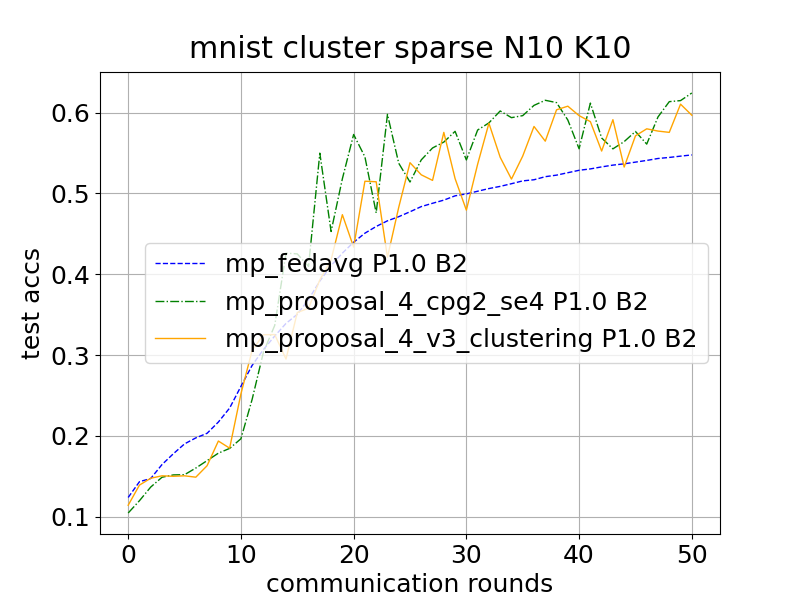 mnist cluster sparse N10 K10
test accs
0.6
0.5
0.4
0.3
0.2
0.1
mp_fedavg P1.0 B2
mp_proposal_4_cpg2_se4 P1.0 B2
mp_proposal_4_v3_clustering P1.0 B2
0 10 20 30 40 50
communication rounds